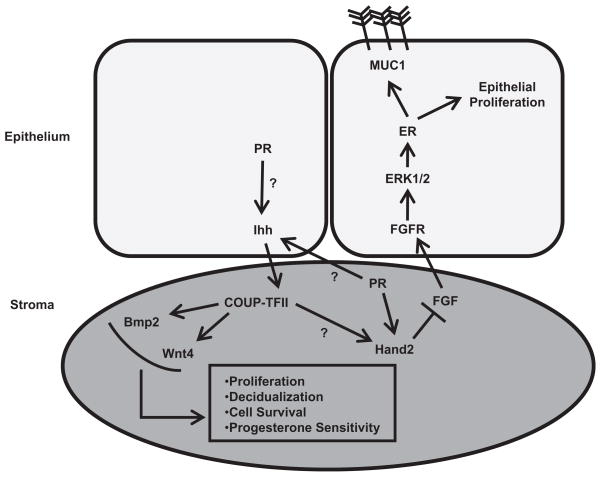 MUC1
Epithelial
Proliferation
Epithelium
PR
ER
?
ERK1/2
Ihh
FGFR
Stroma
?
PR
COUP-TFII
FGF
Bmp2
?
Wnt4
Hand2
•Proliferation
•Decidualization
•Cell Survival
•Progesterone Sensitivity